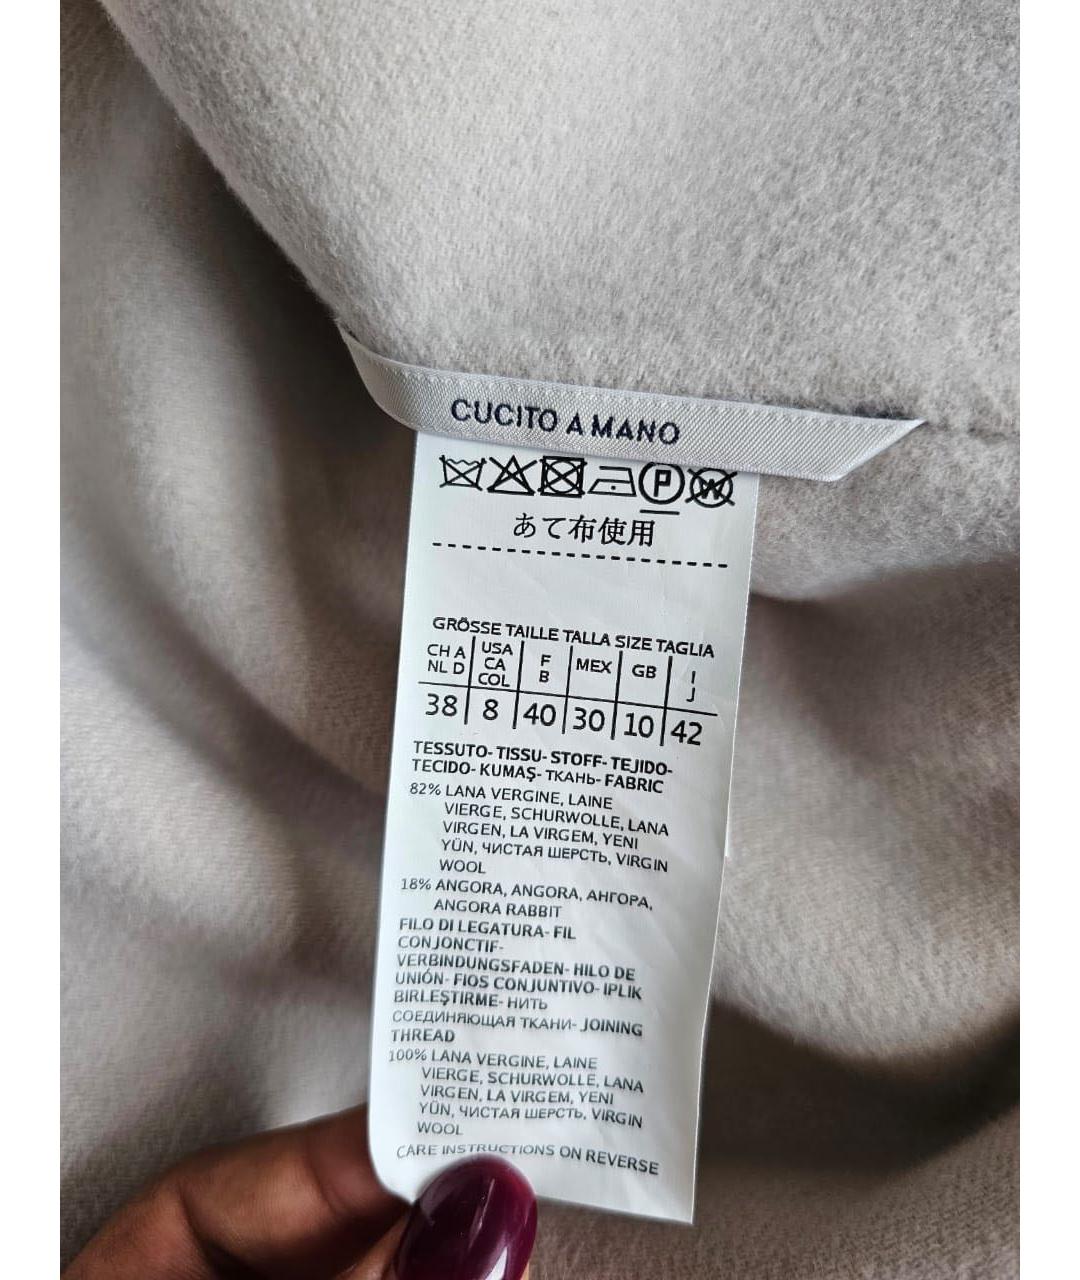 CUCITO A MANO
P W
あて布使用
GRÖSSE TAILLE TALLA SIZE TAGLIA
CH A NL D | USA CA COL | F B | MEX | GB | I J
38 | 8 | 40 | 30 | 10 | 42
TESSUTO- TISSU- STOFF- TEJIDO-
TECIDO- KUMAŞ- ТКАНЬ- FABRIC
82% LANA VERGINE, LAINE
VIERGE, SCHURWOLLE, LANA
VIRGEN, LA VIRGEM, YENI
YÜN, ЧИСТАЯ ШЕРСТЬ, VIRGIN
WOOL
18% ANGORA, ANGORA, АНГОРА,
ANGORA RABBIT
FILO DI LEGATURA- FIL
CONJONCTIF-
VERBINDUNGSFADEN- HILO DE
UNIÓN- FIOS CONJUNTIVO- IPLIK
BIRLEŞTIRME- НИТЬ
СОЕДИНЯЮЩАЯ ТКАНИ- JOINING
THREAD
100% LANA VERGINE, LAINE
VIERGE, SCHURWOLLE, LANA
VIRGEN, LA VIRGEM, YENI
YÜN, ЧИСТАЯ ШЕРСТЬ, VIRGIN
WOOL
CARE INSTRUCTIONS ON REVERSE